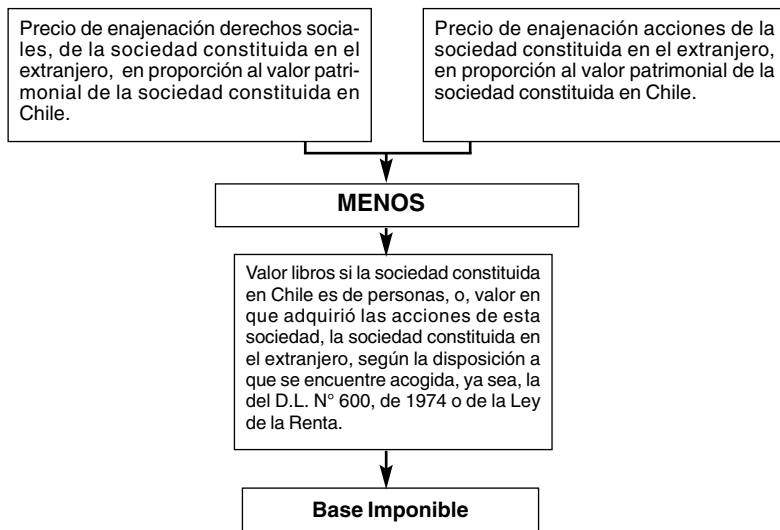 Precio de enajenación derechos socia-
les, de la sociedad constituida en el
extranjero, en proporción al valor patri-
monial de la sociedad constituida en
Chile.
Precio de enajenación acciones de la
sociedad constituida en el extranjero,
en proporción al valor patrimonial de la
sociedad constituida en Chile.
MENOS
Valor libros si la sociedad constituida
en Chile es de personas, o, valor en
que adquirió las acciones de esta
sociedad, la sociedad constituida en
el extranjero, según la disposición a
que se encuentre acogida, ya sea, la
del D.L. N° 600, de 1974 o de la Ley
de la Renta.
Base Imponible